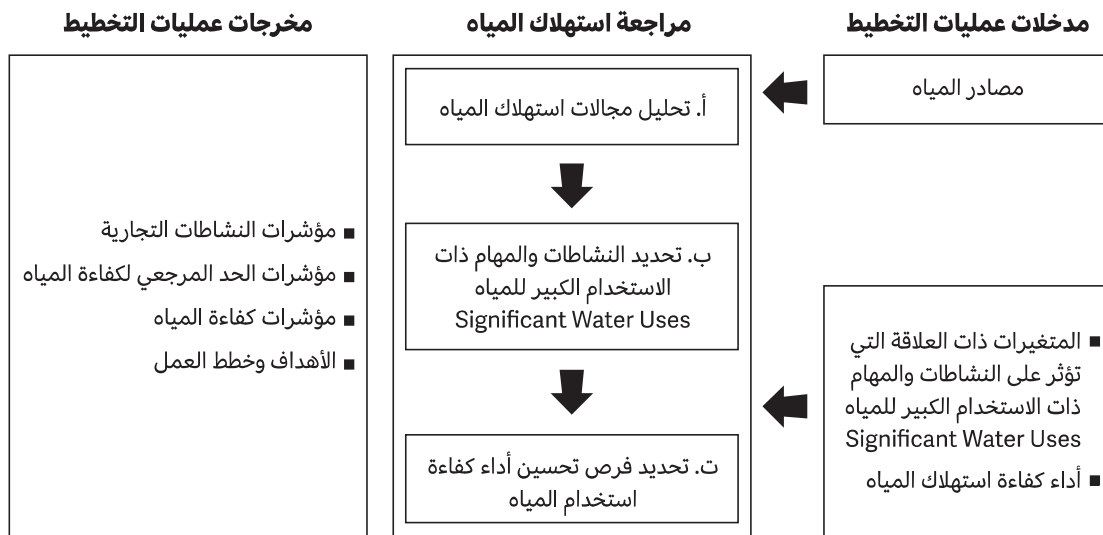 مدخلات عمليات التخطيط
مصادر المياه
■ المتغيرات ذات العلاقة التي
تؤثر على النشاطات والمهام
ذات الاستخدام الكبير للمياه
Significant Water Uses
■ أداء كفاءة استهلاك المياه
مراجعة استهلاك المياه
أ. تحليل مجالات استهلاك المياه
ب. تحديد النشاطات والمهام ذات
الاستخدام الكبير للمياه
Significant Water Uses
ت. تحديد فرص تحسين أداء كفاءة
استخدام المياه
مخرجات عمليات التخطيط
■ مؤشرات النشاطات التجارية
■ مؤشرات الحد المرجعي لكفاءة المياه
■ مؤشرات كفاءة المياه
■ الأهداف وخطط العمل